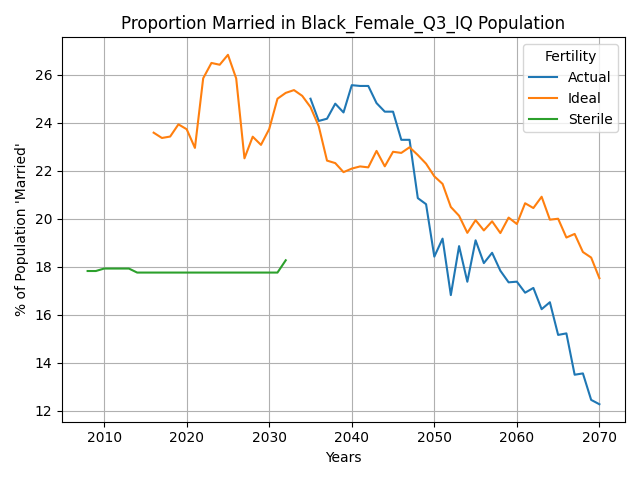 Proportion Married in Black_Female_Q3_IQ Population
% of Population 'Married'
26
24
22
20
18
16
14
12
Fertility
Actual
Ideal
Sterile
2010
2020
2030
2040
2050
2060
2070
Years